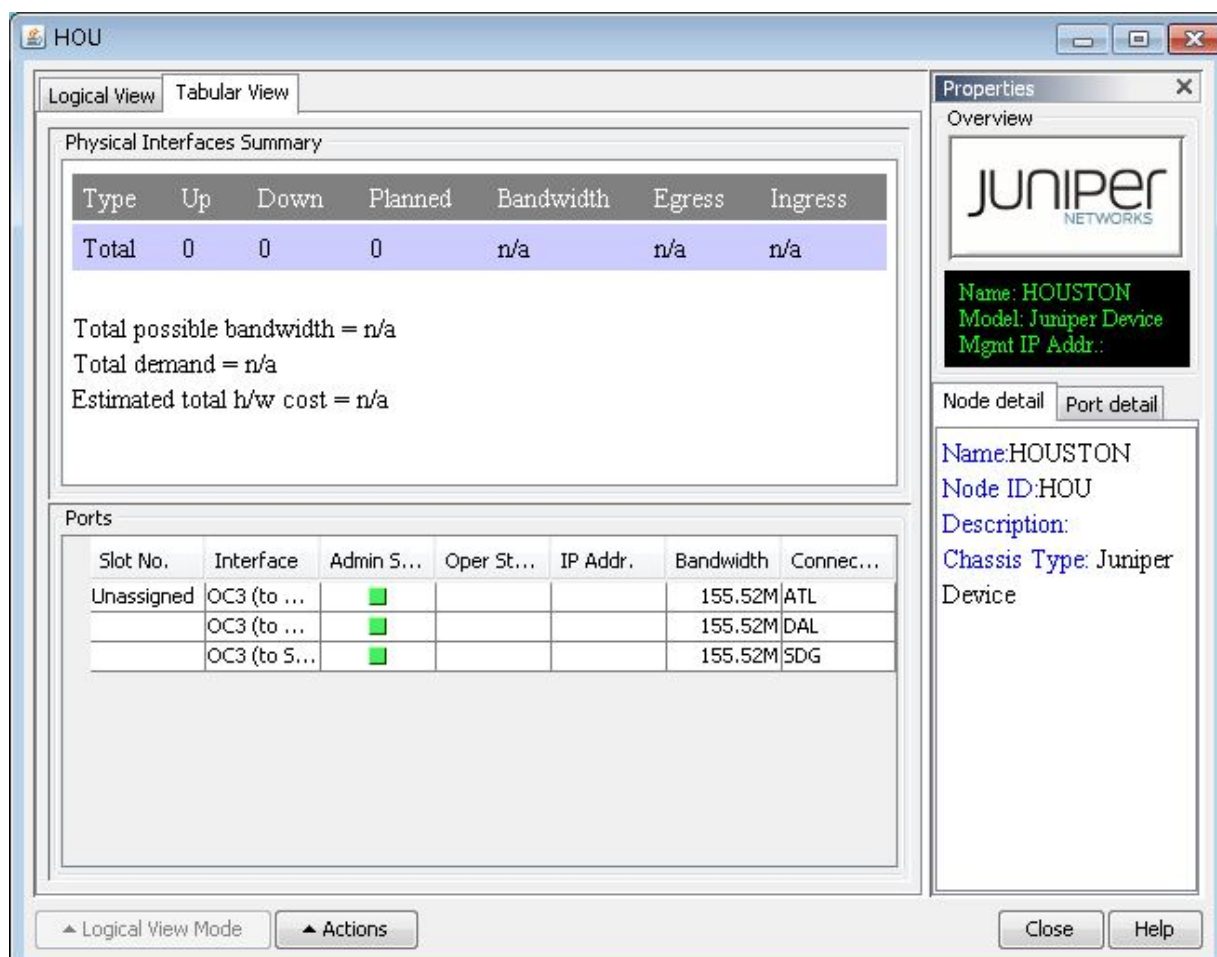 HOU
Logical View Tabular View
Physical Interfaces Summary
Type Up Down Planned Bandwidth Egress Ingress
Total 0 0 0 n/a n/a n/a
Total possible bandwidth = n/a
Total demand = n/a
Estimated total h/w cost = n/a
Ports
Slot No. Interface Admin S... Oper St... IP Addr. Bandwidth Connec...
Unassigned OC3 (to ... 155.52M ATL
OC3 (to ... 155.52M DAL
OC3 (to S... 155.52M SDG
Logical View Mode Actions
Properties
Overview
JUNIPER
NETWORKS
Name: HOUSTON
Model: Juniper Device
Mgmt IP Addr.:
Node detail Port detail
Name:HOUSTON
Node ID:HOU
Description:
Chassis Type: Juniper
Device
Close Help